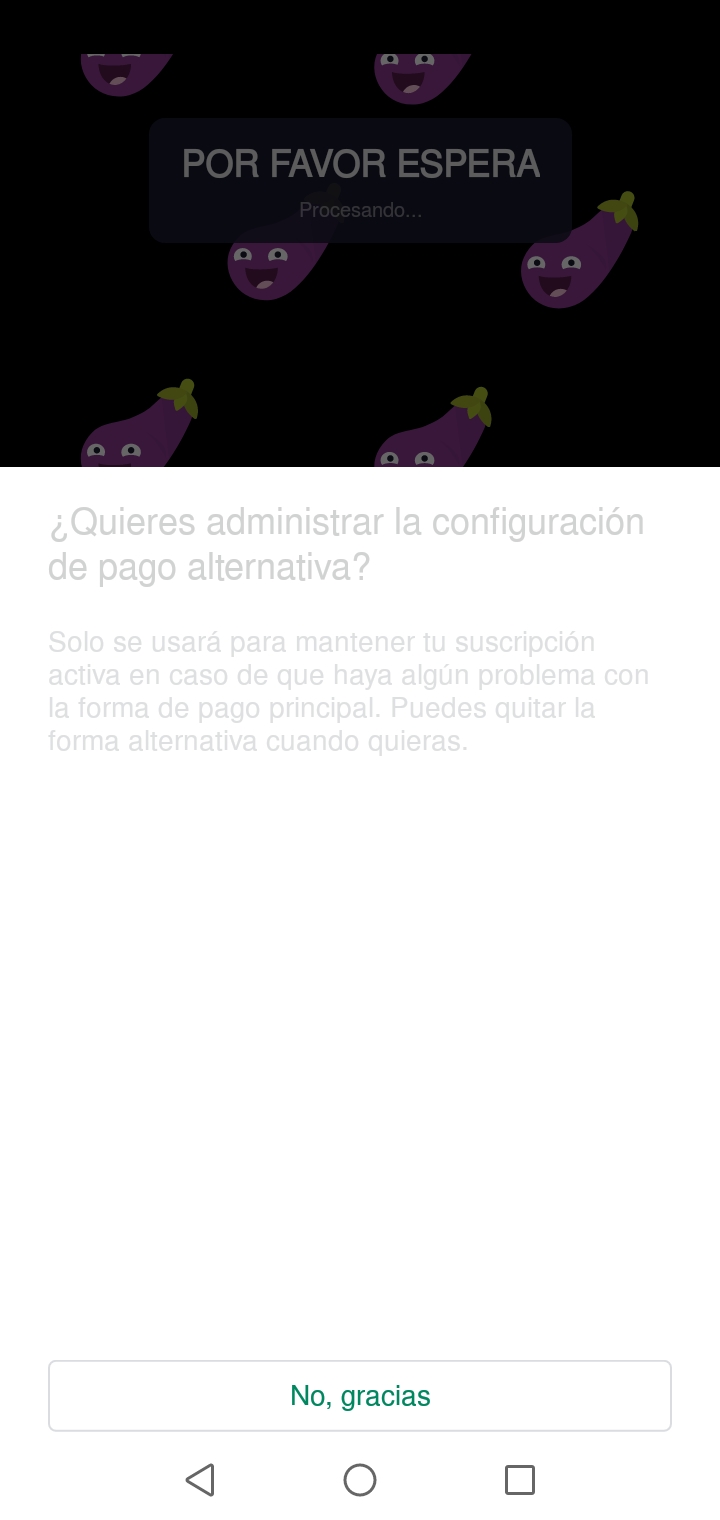 POR FAVOR ESPERA
Procesando...
¿Quieres administrar la configuración
de pago alternativa?
Solo se usará para mantener tu suscripción
activa en caso de que haya algún problema con
la forma de pago principal. Puedes quitar la
forma alternativa cuando quieras.
No, gracias